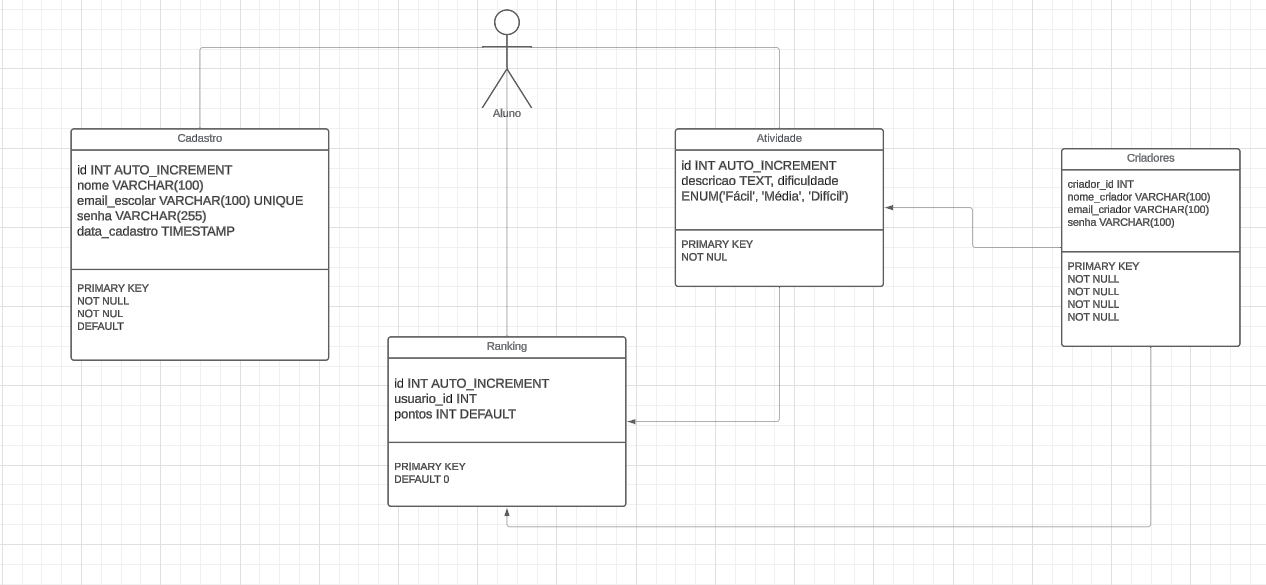 Aluno
Cadastro
id INT AUTO_INCREMENT
nome VARCHAR(100)
email_escolar VARCHAR(100) UNIQUE
senha VARCHAR(255)
data_cadastro TIMESTAMP
PRIMARY KEY
NOT NULL
NOT NUL
DEFAULT
Atividade
id INT AUTO_INCREMENT
descricao TEXT, dificuldade
ENUM('Fácil', 'Média', 'Difícil')
PRIMARY KEY
NOT NUL
Criadores
criador_id INT
nome_criador VARCHAR(100)
email_criador VARCHAR(100)
senha VARCHAR(100)
PRIMARY KEY
NOT NULL
NOT NULL
NOT NULL
NOT NULL
Ranking
id INT AUTO_INCREMENT
usuario_id INT
pontos INT DEFAULT
PRIMARY KEY
DEFAULT 0